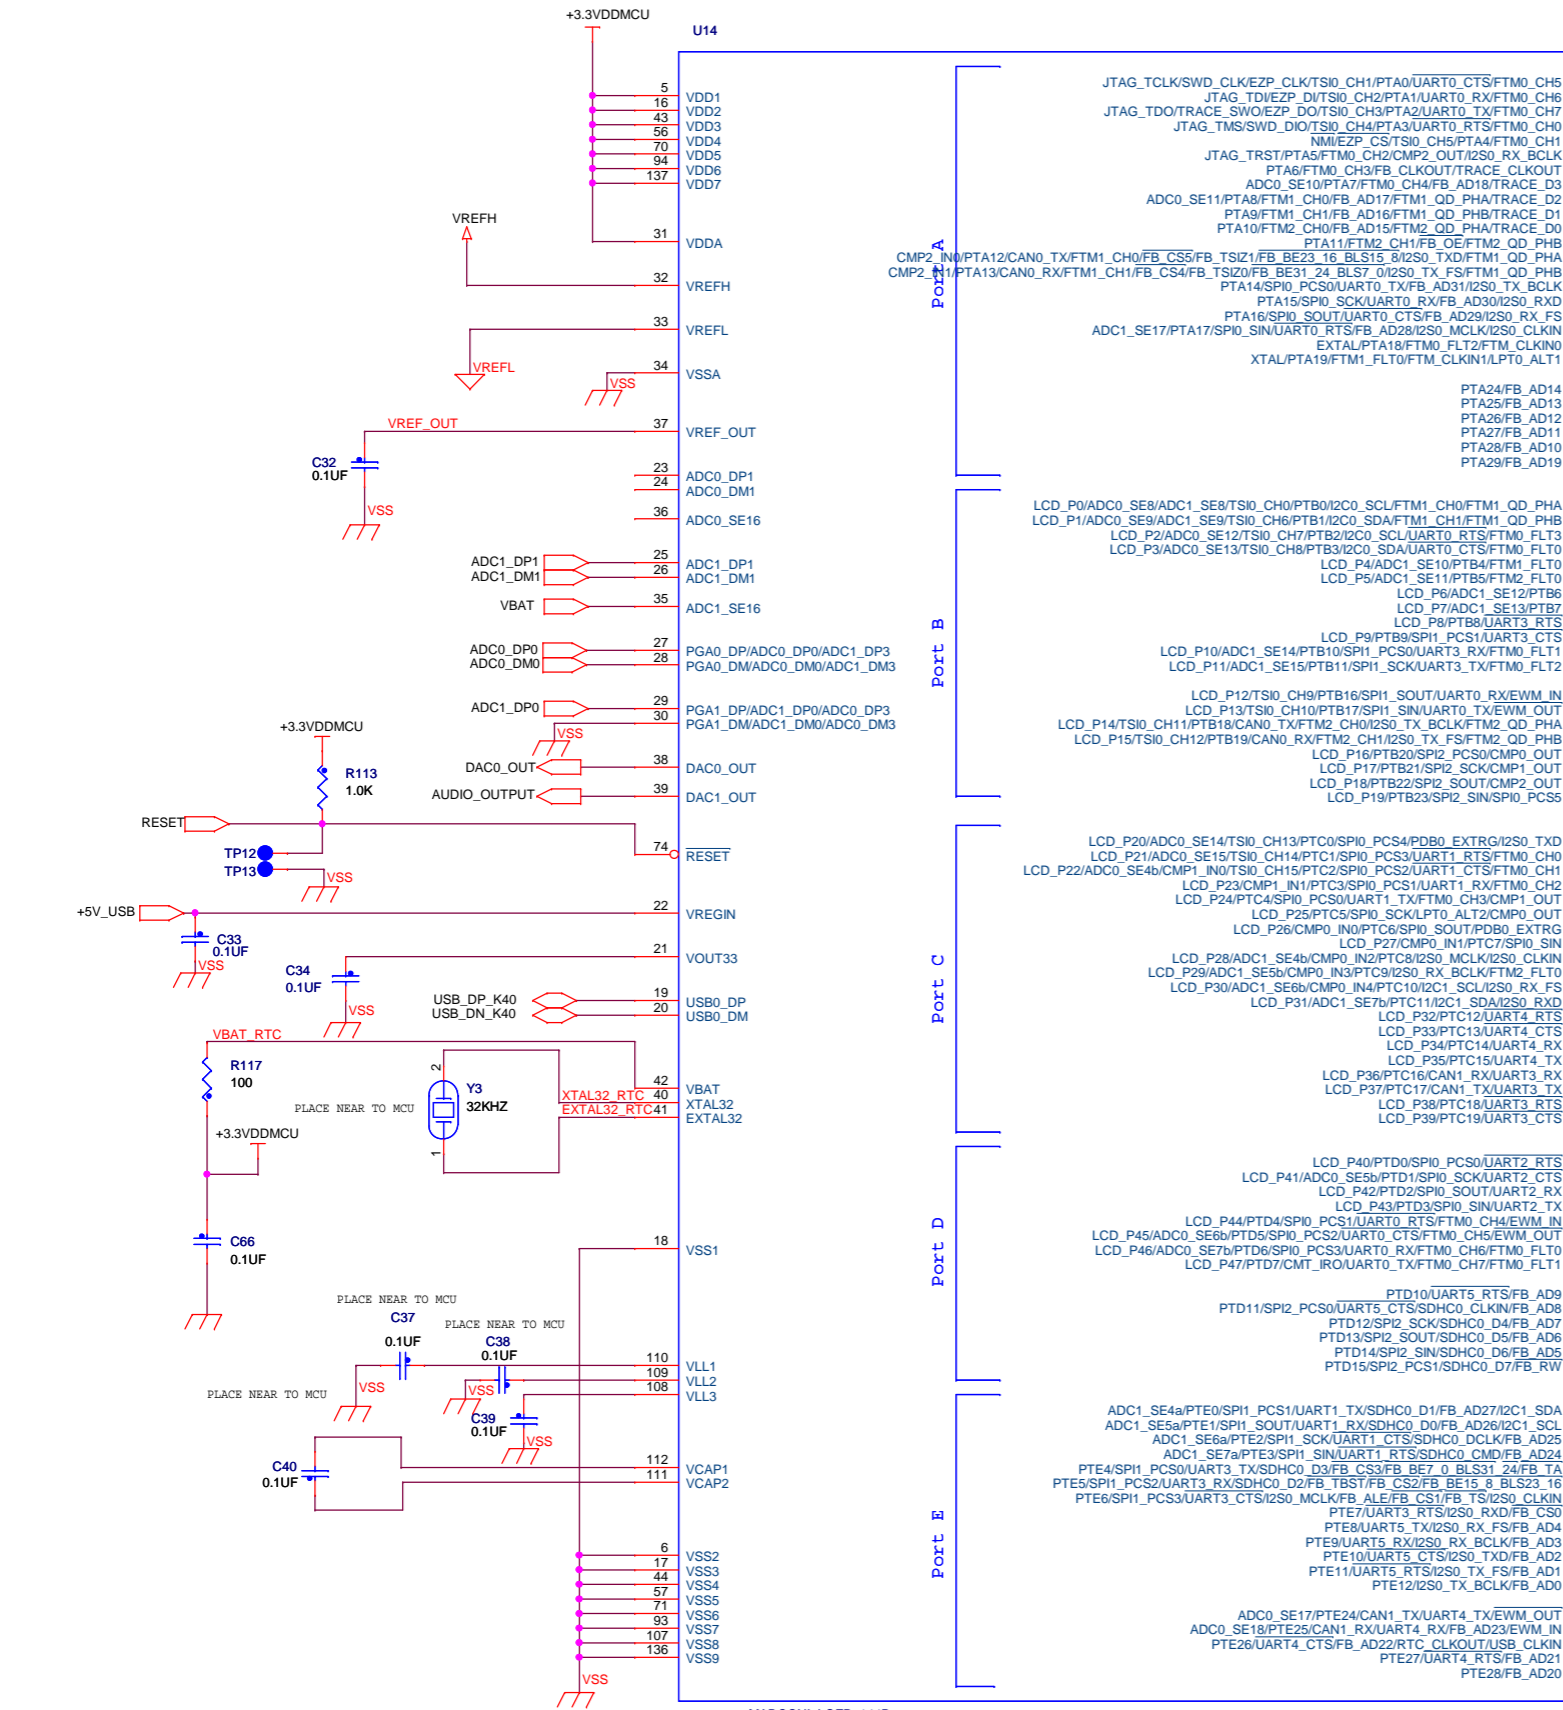 +3.3VDDMCU
U14
5 VDD1
16 VDD2
43 VDD3
56 VDD4
70 VDD5
94 VDD6
137 VDD7
31 VDDA
VREFH
32 VREFH
33 VREFL
VREFL
34 VSSA
VSS
VREF_OUT
37 VREF_OUT
C32
0.1UF
VSS
23 ADC0_DP1
24 ADC0_DM1
36 ADC0_SE16
ADC1_DP1 25 ADC1_DP1
ADC1_DM1 26 ADC1_DM1
VBAT 35 ADC1_SE16
ADC0_DP0 27 PGA0_DP/ADC0_DP0/ADC1_DP3
ADC0_DM0 28 PGA0_DM/ADC0_DM0/ADC1_DM3
ADC1_DP0 29 PGA1_DP/ADC1_DP0/ADC0_DP3
30 PGA1_DM/ADC1_DM0/ADC0_DM3
VSS
DAC0_OUT 38 DAC0_OUT
AUDIO_OUTPUT 39 DAC1_OUT
+3.3VDDMCU
R113
1.0K
RESET
74 RESET
TP12
TP13
VSS
+5V_USB 22 VREGIN
C33
0.1UF
VSS
21 VOUT33
C34
0.1UF
VSS
USB_DP_K40 19 USB0_DP
USB_DN_K40 20 USB0_DM
VBAT_RTC
R117
100
42 VBAT
XTAL32_RTC 40 XTAL32
EXTAL32_RTC 41 EXTAL32
2
Y3
32KHZ
1
PLACE NEAR TO MCU
+3.3VDDMCU
C66
0.1UF
18 VSS1
PLACE NEAR TO MCU
C37
0.1UF
PLACE NEAR TO MCU
C38
0.1UF
110 VLL1
109 VLL2
108 VLL3
VSS
VSS
PLACE NEAR TO MCU
C39
0.1UF
VSS
C40
0.1UF
112 VCAP1
111 VCAP2
6 VSS2
17 VSS3
44 VSS4
57 VSS5
71 VSS6
93 VSS7
107 VSS8
136 VSS9
VSS
Port A
JTAG_TCLK/SWD_CLK/EZP_CLK/TSI0_CH1/PTA0/UART0_CTS/FTM0_CH5
JTAG_TDI/EZP_DI/TSI0_CH2/PTA1/UART0_RX/FTM0_CH6
JTAG_TDO/TRACE_SWO/EZP_DO/TSI0_CH3/PTA2/UART0_TX/FTM0_CH7
JTAG_TMS/SWD_DIO/TSI0_CH4/PTA3/UART0_RTS/FTM0_CH0
NMI/EZP_CS/TSI0_CH5/PTA4/FTM0_CH1
JTAG_TRST/PTA5/FTM0_CH2/CMP2_OUT/I2S0_RX_BCLK
PTA6/FTM0_CH3/FB_CLKOUT/TRACE_CLKOUT
ADC0_SE10/PTA7/FTM0_CH4/FB_AD18/TRACE_D3
ADC0_SE11/PTA8/FTM1_CH0/FB_AD17/FTM1_QD_PHA/TRACE_D2
PTA9/FTM1_CH1/FB_AD16/FTM1_QD_PHB/TRACE_D1
PTA10/FTM2_CH0/FB_AD15/FTM2_QD_PHA/TRACE_D0
PTA11/FTM2_CH1/FB_OE/FTM2_QD_PHB
CMP2_IN0/PTA12/CAN0_TX/FTM1_CH0/FB_CS5/FB_TSIZ1/FB_BE23_16_BLS15_8/I2S0_TXD/FTM1_QD_PHA
CMP2_IN1/PTA13/CAN0_RX/FTM1_CH1/FB_CS4/FB_TSIZ0/FB_BE31_24_BLS7_0/I2S0_TX_FS/FTM1_QD_PHB
PTA14/SPI0_PCS0/UART0_TX/FB_AD31/I2S0_TX_BCLK
PTA15/SPI0_SCK/UART0_RX/FB_AD30/I2S0_RXD
PTA16/SPI0_SOUT/UART0_CTS/FB_AD29/I2S0_RX_FS
ADC1_SE17/PTA17/SPI0_SIN/UART0_RTS/FB_AD28/I2S0_MCLK/I2S0_CLKIN
EXTAL/PTA18/FTM0_FLT2/FTM_CLKIN0
XTAL/PTA19/FTM1_FLT0/FTM_CLKIN1/LPT0_ALT1
PTA24/FB_AD14
PTA25/FB_AD13
PTA26/FB_AD12
PTA27/FB_AD11
PTA28/FB_AD10
PTA29/FB_AD19
Port B
LCD_P0/ADC0_SE8/ADC1_SE8/TSI0_CH0/PTB0/I2C0_SCL/FTM1_CH0/FTM1_QD_PHA
LCD_P1/ADC0_SE9/ADC1_SE9/TSI0_CH6/PTB1/I2C0_SDA/FTM1_CH1/FTM1_QD_PHB
LCD_P2/ADC0_SE12/TSI0_CH7/PTB2/I2C0_SCL/UART0_RTS/FTM0_FLT3
LCD_P3/ADC0_SE13/TSI0_CH8/PTB3/I2C0_SDA/UART0_CTS/FTM0_FLT0
LCD_P4/ADC1_SE10/PTB4/FTM1_FLT0
LCD_P5/ADC1_SE11/PTB5/FTM2_FLT0
LCD_P6/ADC1_SE12/PTB6
LCD_P7/ADC1_SE13/PTB7
LCD_P8/PTB8/UART3_RTS
LCD_P9/PTB9/SPI1_PCS1/UART3_CTS
LCD_P10/ADC1_SE14/PTB10/SPI1_PCS0/UART3_RX/FTM0_FLT1
LCD_P11/ADC1_SE15/PTB11/SPI1_SCK/UART3_TX/FTM0_FLT2
LCD_P12/TSI0_CH9/PTB16/SPI1_SOUT/UART0_RX/EWM_IN
LCD_P13/TSI0_CH10/PTB17/SPI1_SIN/UART0_TX/EWM_OUT
LCD_P14/TSI0_CH11/PTB18/CAN0_TX/FTM2_CH0/I2S0_TX_BCLK/FTM2_QD_PHA
LCD_P15/TSI0_CH12/PTB19/CAN0_RX/FTM2_CH1/I2S0_TX_FS/FTM2_QD_PHB
LCD_P16/PTB20/SPI2_PCS0/CMP0_OUT
LCD_P17/PTB21/SPI2_SCK/CMP1_OUT
LCD_P18/PTB22/SPI2_SOUT/CMP2_OUT
LCD_P19/PTB23/SPI2_SIN/SPI0_PCS5
Port C
LCD_P20/ADC0_SE14/TSI0_CH13/PTC0/SPI0_PCS4/PDB0_EXTRG/I2S0_TXD
LCD_P21/ADC0_SE15/TSI0_CH14/PTC1/SPI0_PCS3/UART1_RTS/FTM0_CH0
LCD_P22/ADC0_SE4b/CMP1_IN0/TSI0_CH15/PTC2/SPI0_PCS2/UART1_CTS/FTM0_CH1
LCD_P23/CMP1_IN1/PTC3/SPI0_PCS1/UART1_RX/FTM0_CH2
LCD_P24/PTC4/SPI0_PCS0/UART1_TX/FTM0_CH3/CMP1_OUT
LCD_P25/PTC5/SPI0_SCK/LPT0_ALT2/CMP0_OUT
LCD_P26/CMP0_IN0/PTC6/SPI0_SOUT/PDB0_EXTRG
LCD_P27/CMP0_IN1/PTC7/SPI0_SIN
LCD_P28/ADC1_SE4b/CMP0_IN2/PTC8/I2S0_MCLK/I2S0_CLKIN
LCD_P29/ADC1_SE5b/CMP0_IN3/PTC9/I2S0_RX_BCLK/FTM2_FLT0
LCD_P30/ADC1_SE6b/CMP0_IN4/PTC10/I2C1_SCL/I2S0_RX_FS
LCD_P31/ADC1_SE7b/PTC11/I2C1_SDA/I2S0_RXD
LCD_P32/PTC12/UART4_RTS
LCD_P33/PTC13/UART4_CTS
LCD_P34/PTC14/UART4_RX
LCD_P35/PTC15/UART4_TX
LCD_P36/PTC16/CAN1_RX/UART3_RX
LCD_P37/PTC17/CAN1_TX/UART3_TX
LCD_P38/PTC18/UART3_RTS
LCD_P39/PTC19/UART3_CTS
Port D
LCD_P40/PTD0/SPI0_PCS0/UART2_RTS
LCD_P41/ADC0_SE5b/PTD1/SPI0_SCK/UART2_CTS
LCD_P42/PTD2/SPI0_SOUT/UART2_RX
LCD_P43/PTD3/SPI0_SIN/UART2_TX
LCD_P44/PTD4/SPI0_PCS1/UART0_RTS/FTM0_CH4/EWM_IN
LCD_P45/ADC0_SE6b/PTD5/SPI0_PCS2/UART0_CTS/FTM0_CH5/EWM_OUT
LCD_P46/ADC0_SE7b/PTD6/SPI0_PCS3/UART0_RX/FTM0_CH6/FTM0_FLT0
LCD_P47/PTD7/CMT_IRO/UART0_TX/FTM0_CH7/FTM0_FLT1
PTD10/UART5_RTS/FB_AD9
PTD11/SPI2_PCS0/UART5_CTS/SDHC0_CLKIN/FB_AD8
PTD12/SPI2_SCK/SDHC0_D4/FB_AD7
PTD13/SPI2_SOUT/SDHC0_D5/FB_AD6
PTD14/SPI2_SIN/SDHC0_D6/FB_AD5
PTD15/SPI2_PCS1/SDHC0_D7/FB_RW
Port E
ADC1_SE4a/PTE0/SPI1_PCS1/UART1_TX/SDHC0_D1/FB_AD27/I2C1_SDA
ADC1_SE5a/PTE1/SPI1_SOUT/UART1_RX/SDHC0_D0/FB_AD26/I2C1_SCL
ADC1_SE6a/PTE2/SPI1_SCK/UART1_CTS/SDHC0_DCLK/FB_AD25
ADC1_SE7a/PTE3/SPI1_SIN/UART1_RTS/SDHC0_CMD/FB_AD24
PTE4/SPI1_PCS0/UART3_TX/SDHC0_D3/FB_CS3/FB_BE7_0_BLS31_24/FB_TA
PTE5/SPI1_PCS2/UART3_RX/SDHC0_D2/FB_TBST/FB_CS2/FB_BE15_8_BLS23_16
PTE6/SPI1_PCS3/UART3_CTS/I2S0_MCLK/FB_ALE/FB_CS1/FB_TS/I2S0_CLKIN
PTE7/UART3_RTS/I2S0_RXD/FB_CS0
PTE8/UART5_TX/I2S0_RX_FS/FB_AD4
PTE9/UART5_RX/I2S0_RX_BCLK/FB_AD3
PTE10/UART5_CTS/I2S0_TXD/FB_AD2
PTE11/UART5_RTS/I2S0_TX_FS/FB_AD1
PTE12/I2S0_TX_BCLK/FB_AD0
ADC0_SE17/PTE24/CAN1_TX/UART4_TX/EWM_OUT
ADC0_SE18/PTE25/CAN1_RX/UART4_RX/FB_AD23/EWM_IN
PTE26/UART4_CTS/FB_AD22/RTC_CLKOUT/USB_CLKIN
PTE27/UART4_RTS/FB_AD21
PTE28/FB_AD20